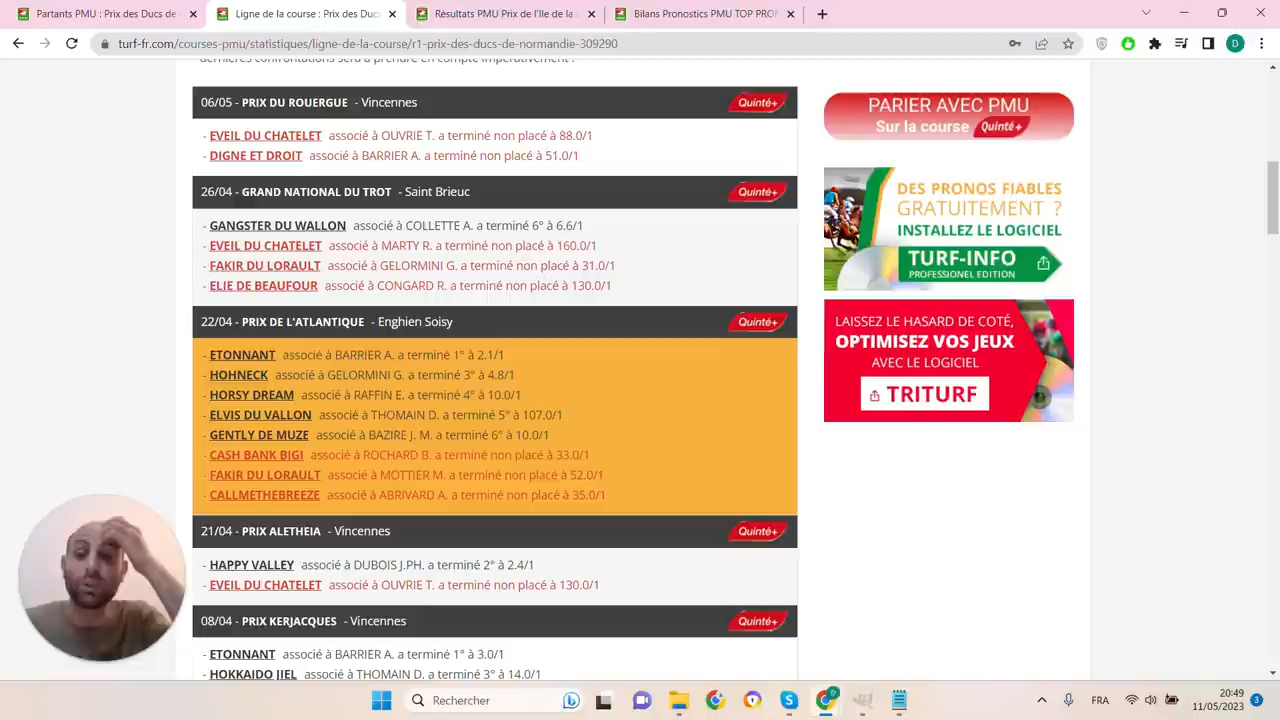 Partants PMU : Prix des Du
Ligne de la course : Prix des Duc
Résultats PMU Prix de l'Ile de la
Bilans Pronostics PMU TOP PRO
turf-fr.com/courses-pmu/statistiques/ligne-de-la-course/r1-prix-des-ducs-de-normandie-309290
D
dernières confrontations sera à prendre en compte impérativement !
06/05 - PRIX DU ROUERGUE - Vincennes
Quinté+
- EVEIL DU CHATELET associé à OUVRIE T. a terminé non placé à 88.0/1
- DIGNE ET DROIT associé à BARRIER A. a terminé non placé à 51.0/1
26/04 - GRAND NATIONAL DU TROT - Saint Brieuc
Quinté+
- GANGSTER DU WALLON associé à COLLETTE A. a terminé 6° à 6.6/1
- EVEIL DU CHATELET associé à MARTY R. a terminé non placé à 160.0/1
- FAKIR DU LORAULT associé à GELORMINI G. a terminé non placé à 31.0/1
- ELIE DE BEAUFOUR associé à CONGARD R. a terminé non placé à 130.0/1
22/04 - PRIX DE L'ATLANTIQUE - Enghien Soisy
Quinté+
- ETONNANT associé à BARRIER A. a terminé 1° à 2.1/1
- HOHNECK associé à GELORMINI G. a terminé 3° à 4.8/1
- HORSY DREAM associé à RAFFIN E. a terminé 4° à 10.0/1
- ELVIS DU VALLON associé à THOMAIN D. a terminé 5° à 107.0/1
- GENTLY DE MUZE associé à BAZIRE J. M. a terminé 6° à 10.0/1
- CASH BANK BIGI associé à ROCHARD B. a terminé non placé à 33.0/1
- FAKIR DU LORAULT associé à MOTTIER M. a terminé non placé à 52.0/1
- CALLMETHEBREEZE associé à ABRIVARD A. a terminé non placé à 35.0/1
21/04 - PRIX ALETHEIA - Vincennes
Quinté+
- HAPPY VALLEY associé à DUBOIS J.PH. a terminé 2° à 2.4/1
- EVEIL DU CHATELET associé à OUVRIE T. a terminé non placé à 130.0/1
08/04 - PRIX KERJACQUES - Vincennes
Quinté+
- ETONNANT associé à BARRIER A. a terminé 1° à 3.0/1
- HOKKAIDO JIEL associé à THOMAIN D. a terminé 3° à 14.0/1
PARIER AVEC PMU
Sur la course Quinté+
DES PRONOS FIABLES
GRATUITEMENT ?
INSTALLEZ LE LOGICIEL
TURF-INFO
PROFESSIONEL EDITION
LAISSEZ LE HASARD DE COTÉ,
OPTIMISEZ VOS JEUX
AVEC LE LOGICIEL
TRITURF
Rechercher
FRA
20:49
11/05/2023
3